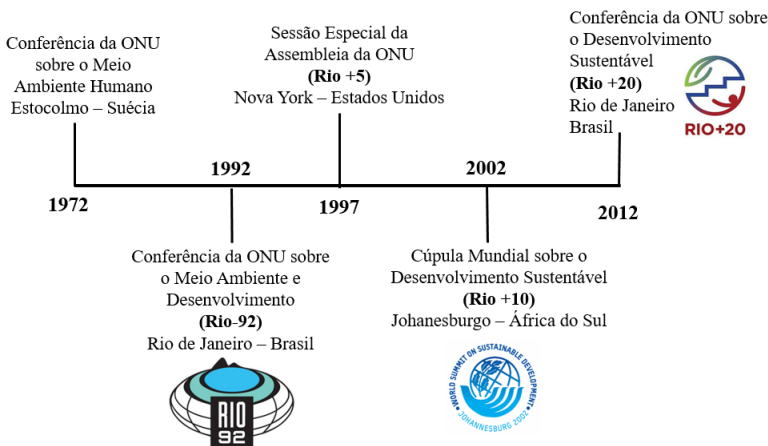 Conferência da ONU
sobre o Meio
Ambiente Humano
Estocolmo – Suécia
1972
1992
Conferência da ONU sobre
o Meio Ambiente e
Desenvolvimento
(Rio-92)
Rio de Janeiro – Brasil
RIO
92
Sessão Especial da
Assembleia da ONU
(Rio +5)
Nova York – Estados Unidos
1997
2002
Cúpula Mundial sobre o
Desenvolvimento Sustentável
(Rio +10)
Johanesburgo – África do Sul
WORLD SUMMIT ON SUSTAINABLE DEVELOPMENT
JOHANNESBURG 2002
Conferência da ONU sobre
o Desenvolvimento
Sustentável
(Rio +20)
Rio de Janeiro
Brasil
RIO+20
2012